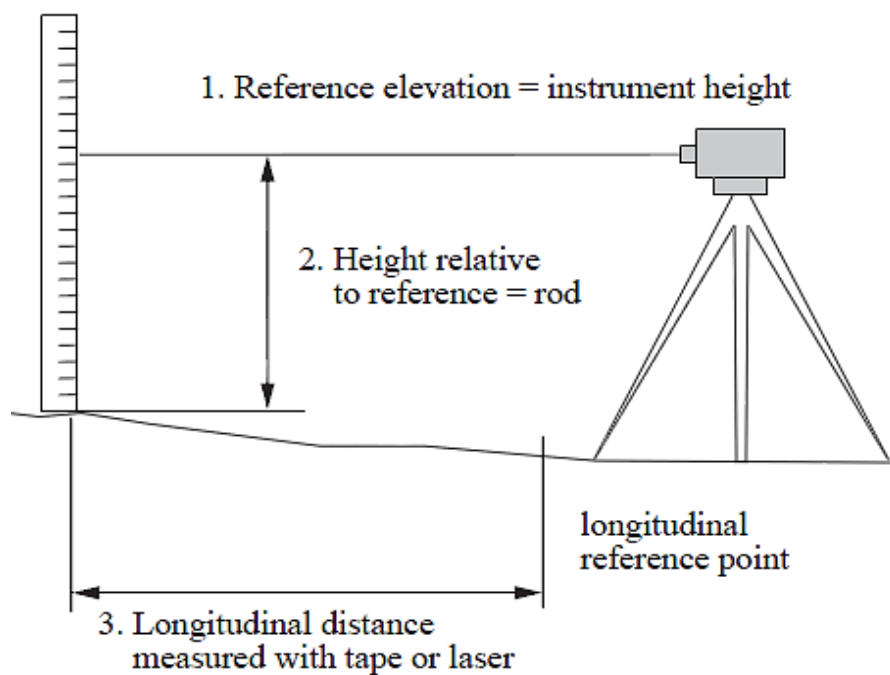 1. Reference elevation = instrument height
2. Height relative
to reference = rod
longitudinal
reference point
3. Longitudinal distance
measured with tape or laser